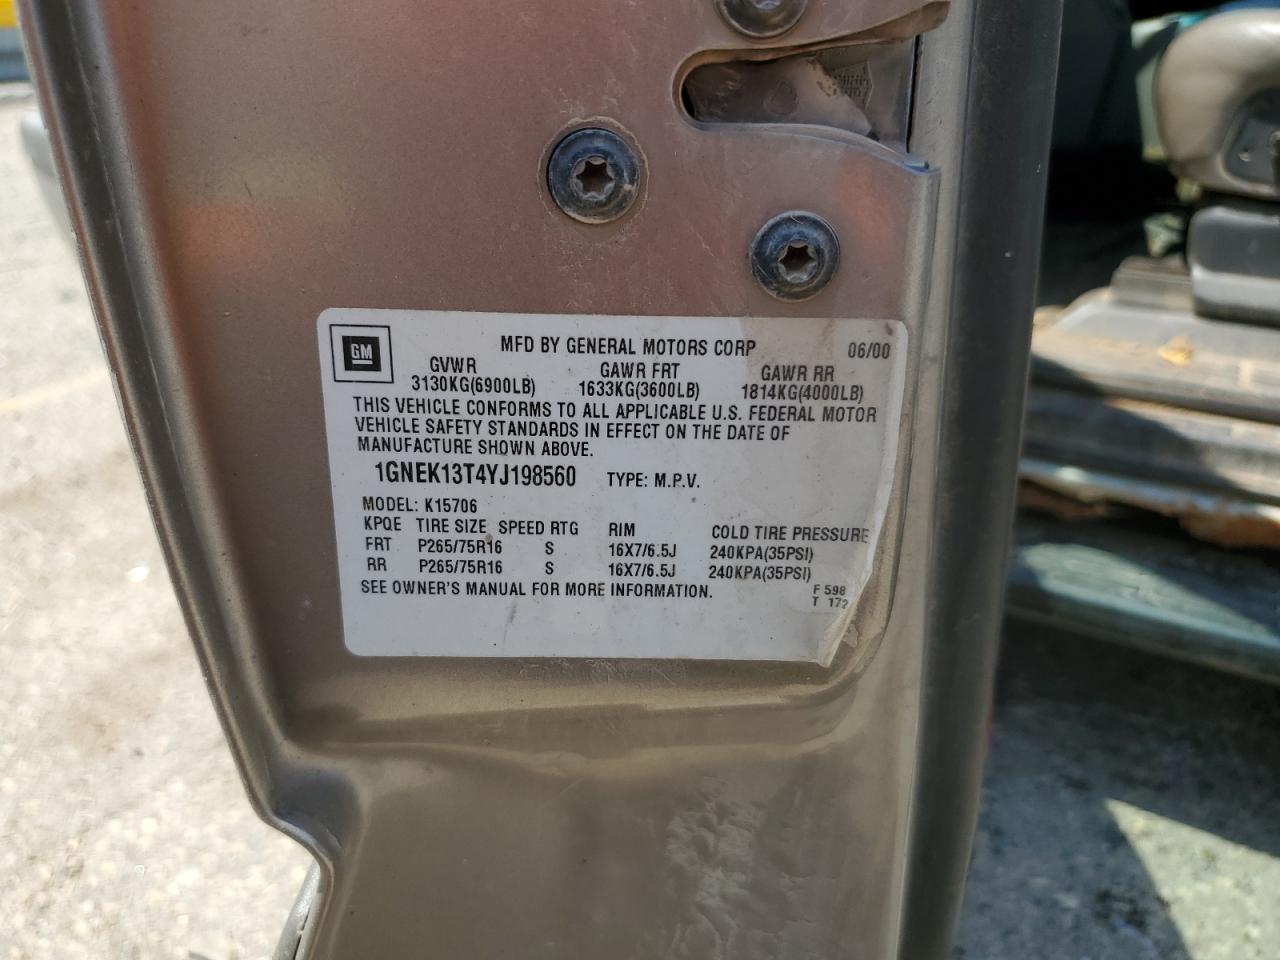 GM
MFD BY GENERAL MOTORS CORP 06/00
GVWR GAWR FRT GAWR RR
3130KG(6900LB) 1633KG(3600LB) 1814KG(4000LB)
THIS VEHICLE CONFORMS TO ALL APPLICABLE U.S. FEDERAL MOTOR
VEHICLE SAFETY STANDARDS IN EFFECT ON THE DATE OF
MANUFACTURE SHOWN ABOVE.
1GNEK13T4YJ198560 TYPE: M.P.V.
MODEL: K15706
KPQE TIRE SIZE SPEED RTG RIM COLD TIRE PRESSURE
FRT P265/75R16 S 16X7/6.5J 240KPA(35PSI)
RR P265/75R16 S 16X7/6.5J 240KPA(35PSI)
SEE OWNER'S MANUAL FOR MORE INFORMATION.
F 598
T 172